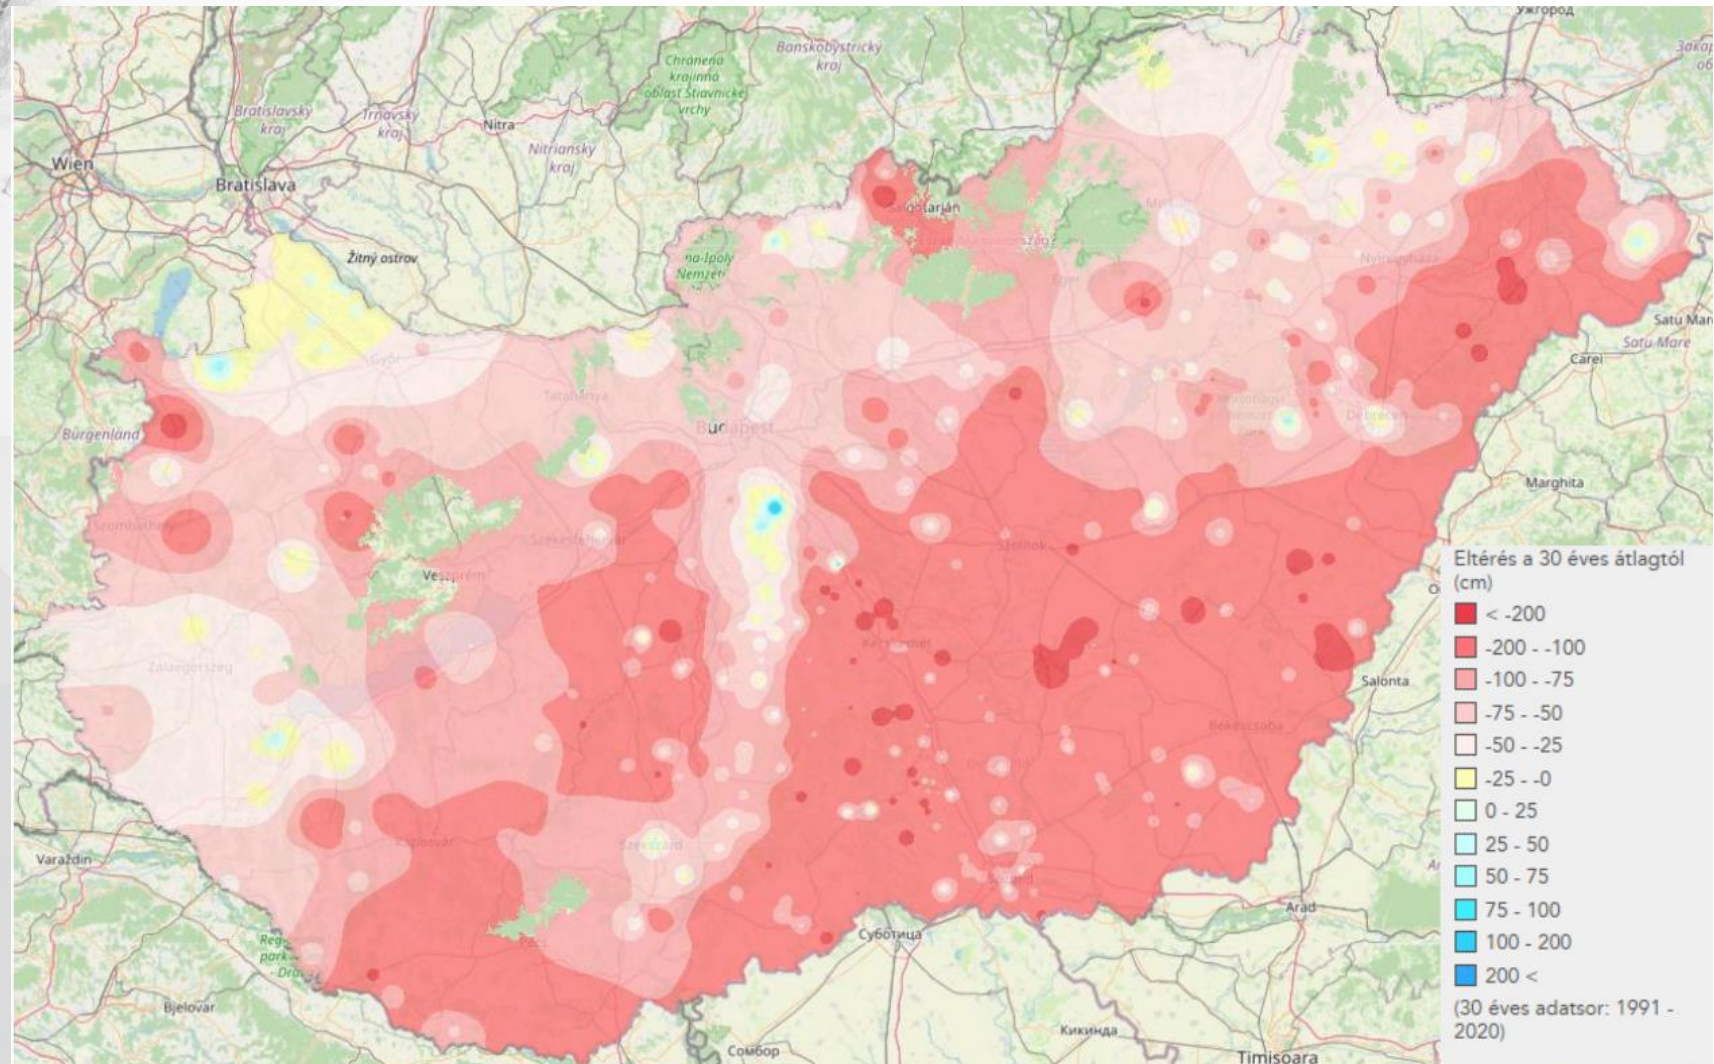 Ужгород
Banskobystrický
kraj
Chránená
krajinná
oblasť Štiavnické
vrchy
Bratislavský
kraj
Trnavský
kraj
Nitra
Nitriansky
kraj
Wien
Bratislava
Žitný ostrov
Nyíregyháza
Eger
Satu Mare
Carei
Győr
Tatabánya
Burgenland
Budapest
Debrecen
Marghita
Szombathely
Székesfehérvár
Szolnok
Veszprém
Kecskemét
Zalaegerszeg
Salonta
Békéscsaba
Kaposvár
Szekszárd
Varaždin
Arad
Суботица
Pécs
Bjelovar
Сомбор
Кикинда
Timișoara
Eltérés a 30 éves átlagtól
(cm)
< -200
-200 - -100
-100 - -75
-75 - -50
-50 - -25
-25 - -0
0 - 25
25 - 50
50 - 75
75 - 100
100 - 200
200 <
(30 éves adatsor: 1991 -
2020)